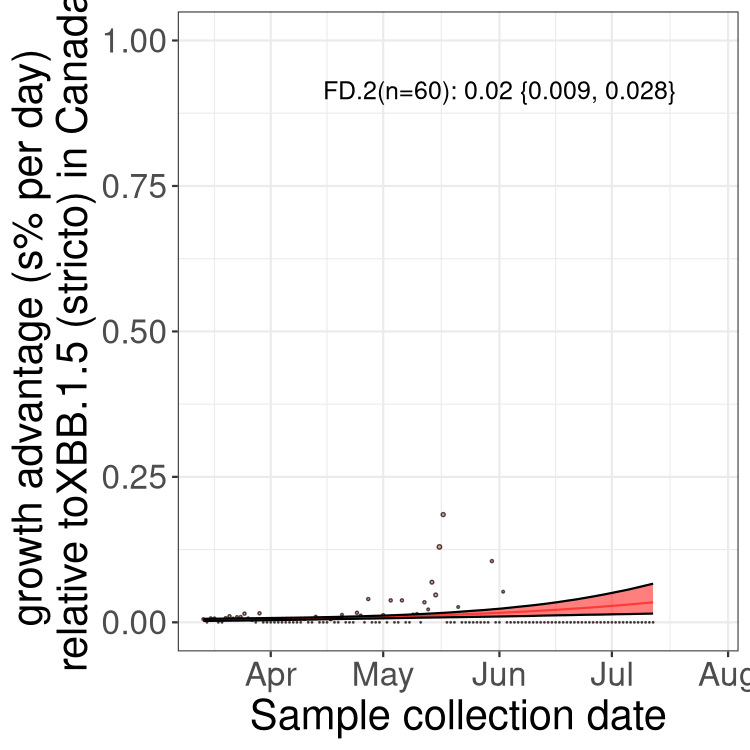 growth advantage (s% per day)
relative toXBB.1.5 (stricto) in Canada
1.00
0.75
0.50
0.25
0.00
FD.2(n=60): 0.02 {0.009, 0.028}
Apr May Jun Jul Aug
Sample collection date